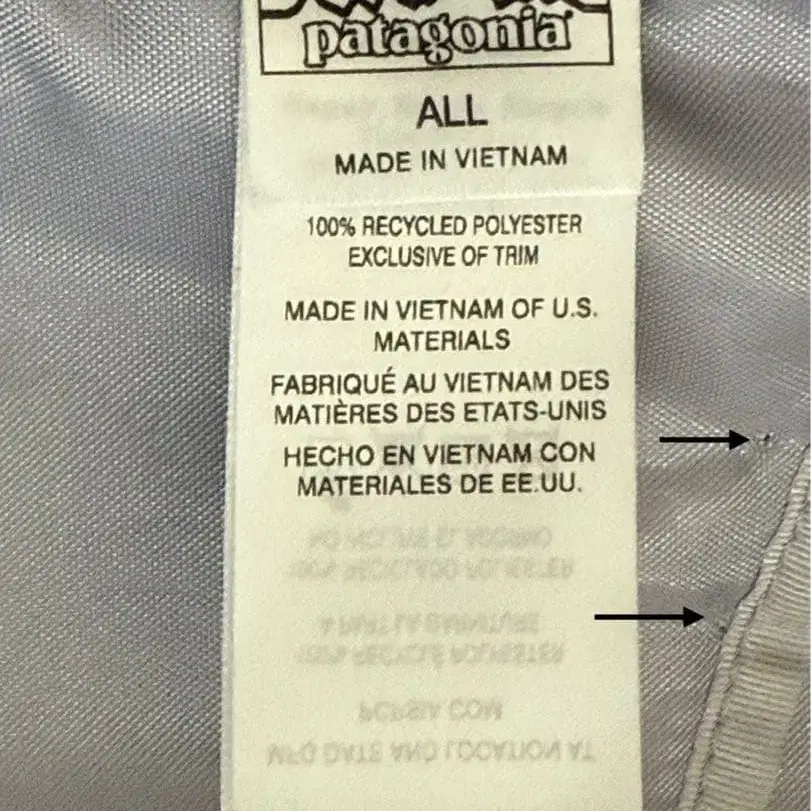 patagonia
ALL
MADE IN VIETNAM
100% RECYCLED POLYESTER
EXCLUSIVE OF TRIM
MADE IN VIETNAM OF U.S.
MATERIALS
FABRIQUÉ AU VIETNAM DES
MATIÈRES DES ETATS-UNIS
HECHO EN VIETNAM CON
MATERIALES DE EE.UU.